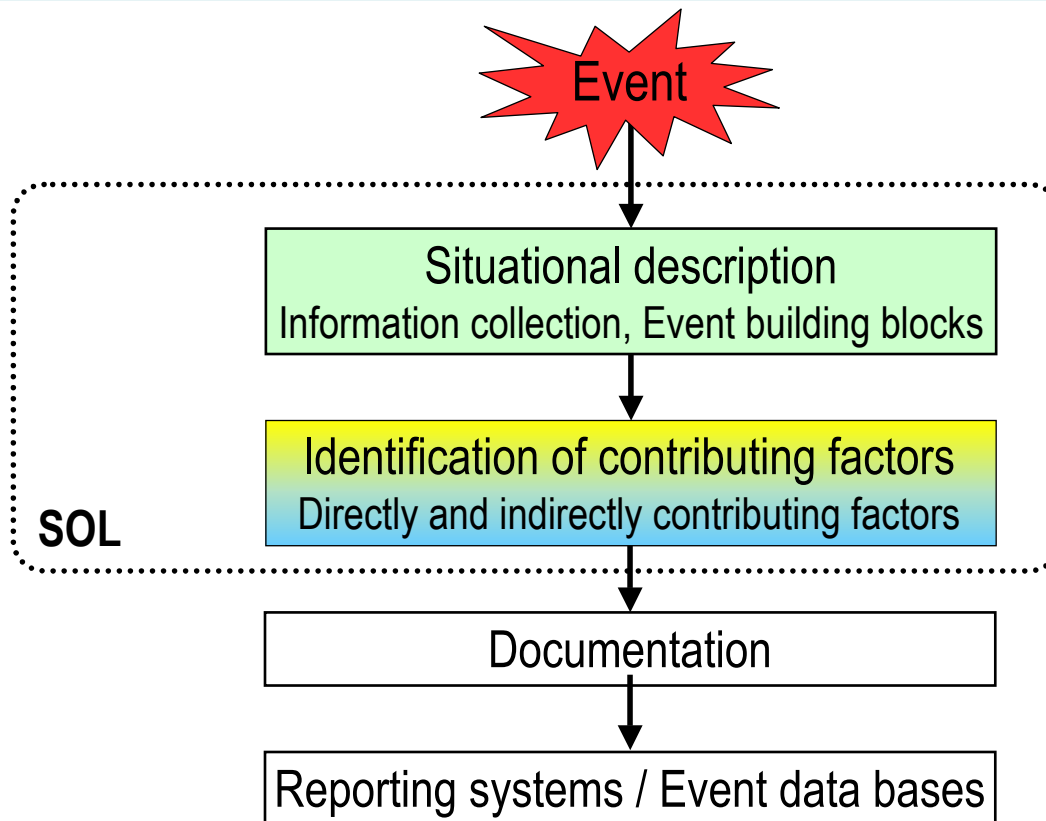 Event
Situational description
Information collection, Event building blocks
Identification of contributing factors
Directly and indirectly contributing factors
SOL
Documentation
Reporting systems / Event data bases